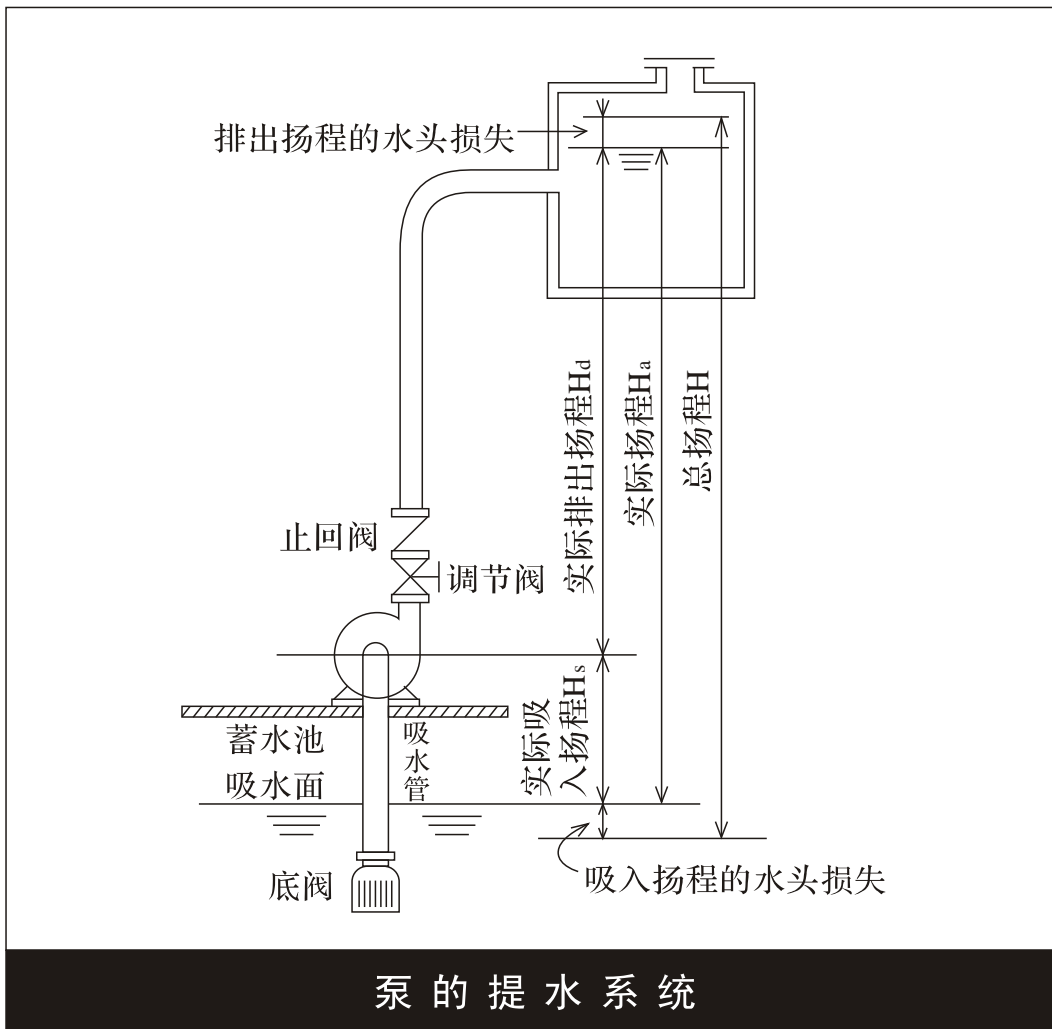 排出扬程的水头损失
实际排出扬程Hd
实际扬程Ha
总扬程H
止回阀
调节阀
实际吸
入扬程Hs
蓄水池
吸水面
吸水管
底阀
吸入扬程的水头损失
泵的提水系统